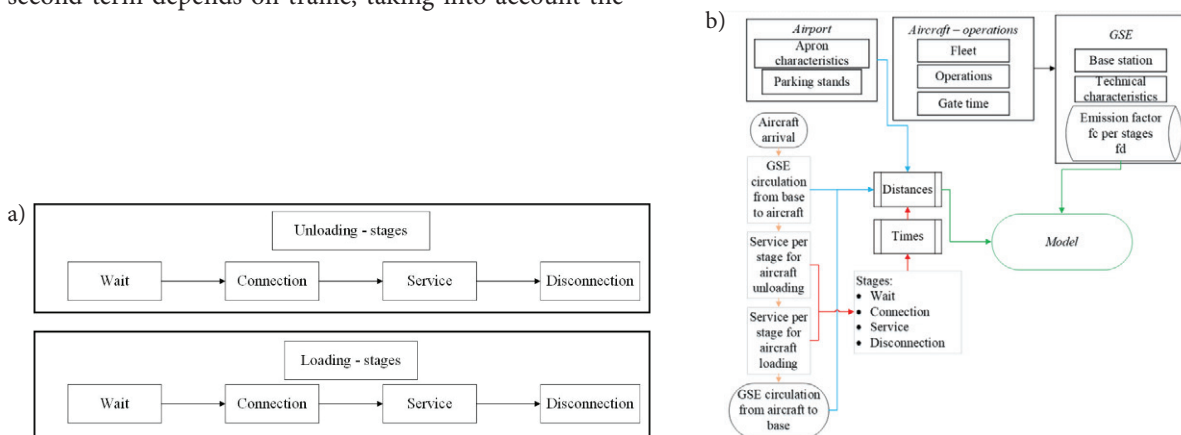 second term depends on traffic, taking into account the
a)
Unloading - stages
Wait
Connection
Service
Disconnection
Loading - stages
Wait
Connection
Service
Disconnection
b)
Airport
Apron
characteristics
Parking stands
Aircraft – operations
Fleet
Operations
Gate time
GSE
Base station
Technical
characteristics
Emission factor
fc per stages
fd
Aircraft
arrival
GSE
circulation
from base
to aircraft
Service per
stage for
aircraft
unloading
Service per
stage for
aircraft
loading
GSE circulation
from aircraft to
base
Distances
Times
Stages:
• Wait
• Connection
• Service
• Disconnection
Model